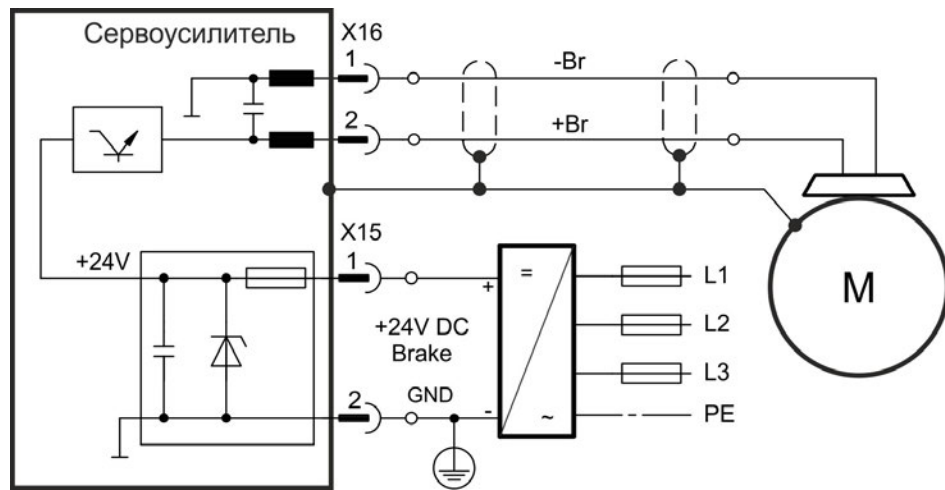 Сервоусилитель
X16
1
-Br
2
+Br
X15
+24V
1
+
=
L1
+24V DC
Brake
L2
M
L3
2
GND
-
~
PE